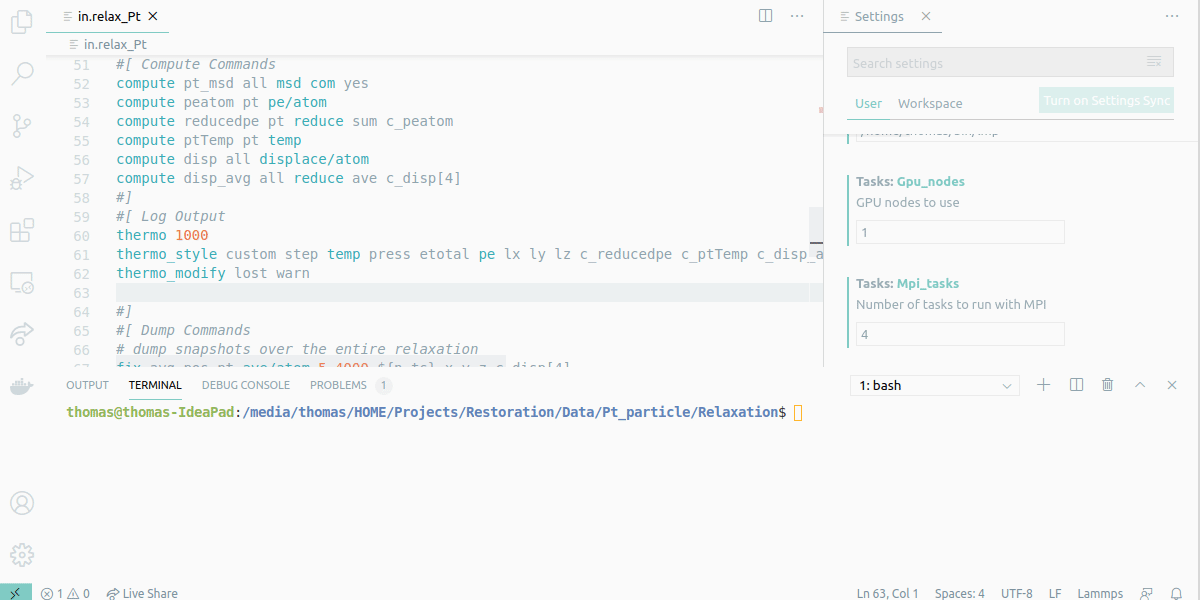 in.relax_Pt
in.relax_Pt
51 #[ Compute Commands
52 compute pt_msd all msd com yes
53 compute peatom pt pe/atom
54 compute reducedpe pt reduce sum c_peatom
55 compute ptTemp pt temp
56 compute disp all displace/atom
57 compute disp_avg all reduce ave c_disp[4]
58 #]
59 #[ Log Output
60 thermo 1000
61 thermo_style custom step temp press etotal pe lx ly lz c_reducedpe c_ptTemp c_disp_a
62 thermo_modify lost warn
63
64 #]
65 #[ Dump Commands
66 # dump snapshots over the entire relaxation
Settings
Search settings
User Workspace
Turn on Settings Sync
Tasks: Gpu_nodes
GPU nodes to use
1
Tasks: Mpi_tasks
Number of tasks to run with MPI
4
OUTPUT TERMINAL DEBUG CONSOLE PROBLEMS 1
1: bash
thomas@thomas-IdeaPad:/media/thomas/HOME/Projects/Restoration/Data/Pt_particle/Relaxation$
1 0 Live Share
Ln 63, Col 1 Spaces: 4 UTF-8 LF Lammps